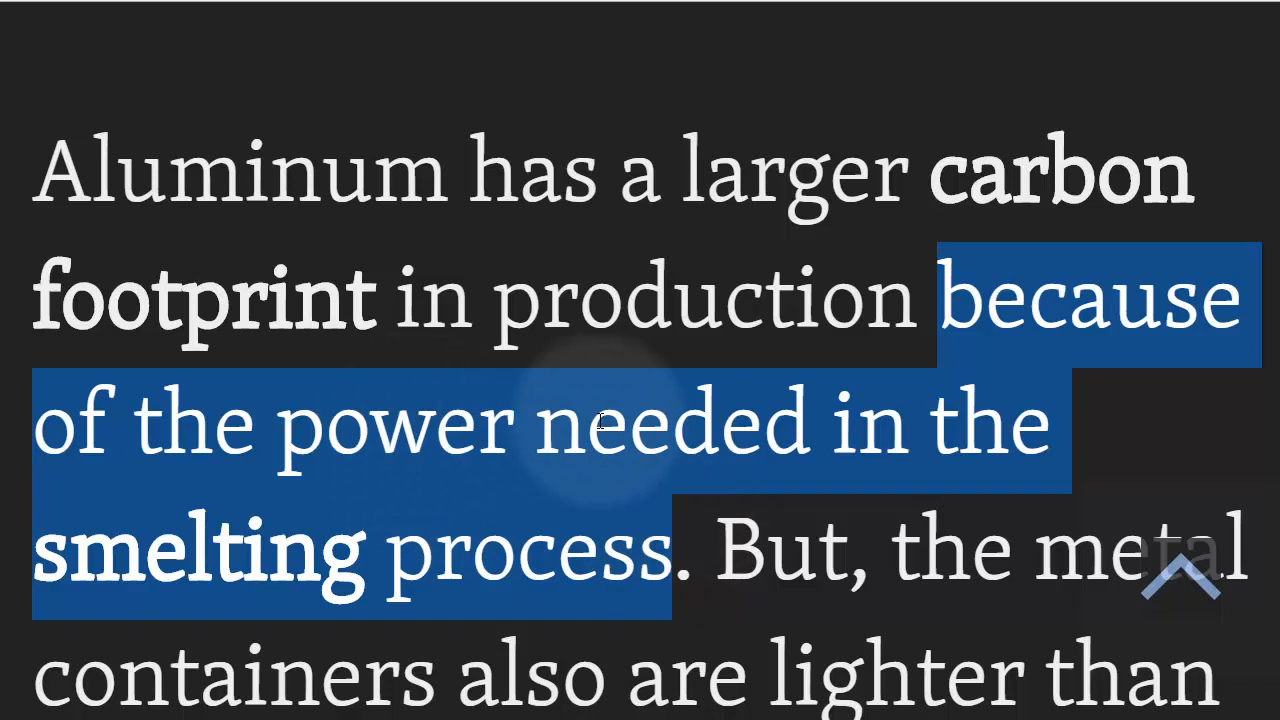 Aluminum has a larger carbon
footprint in production because
of the power needed in the
smelting process. But, the metal
containers also are lighter than